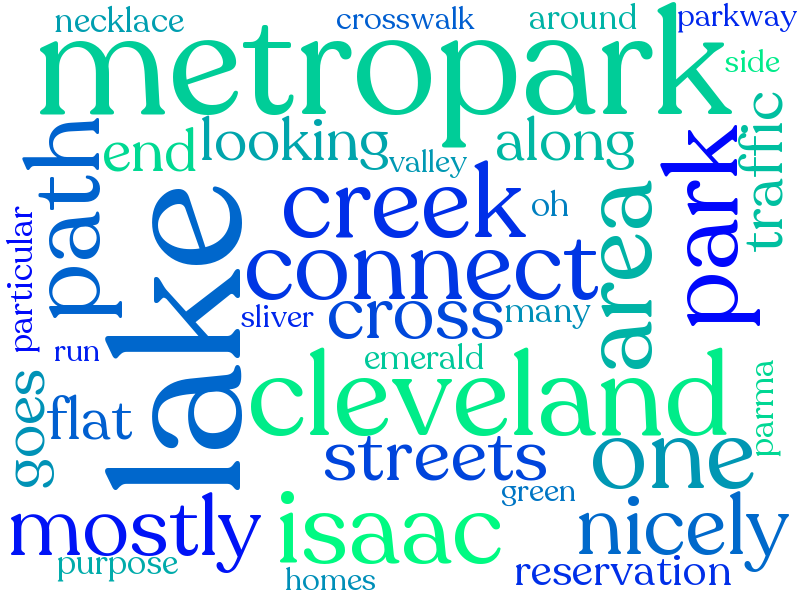 necklace
crosswalk
around
parkway
metropark
side
end
looking
valley
along
traffic
path
park
lake
creek
oh
area
particular
connect
sliver
cross
many
run
emerald
cleveland
parma
goes
flat
streets
one
green
mostly
isaac
nicely
purpose
homes
reservation